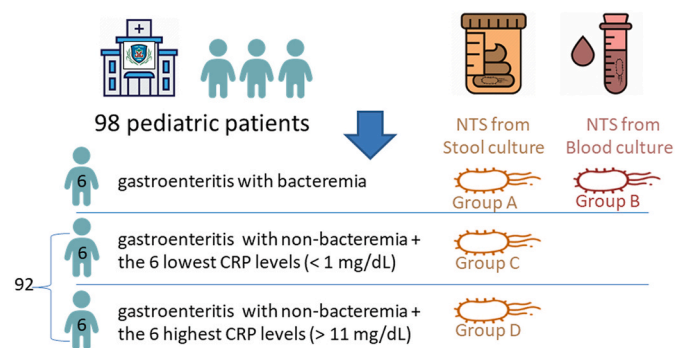 98 pediatric patients
NTS from
Stool culture
NTS from
Blood culture
6
gastroenteritis with bacteremia
Group A
Group B
92
6
gastroenteritis with non-bacteremia +
the 6 lowest CRP levels (< 1 mg/dL)
Group C
6
gastroenteritis with non-bacteremia +
the 6 highest CRP levels (> 11 mg/dL)
Group D